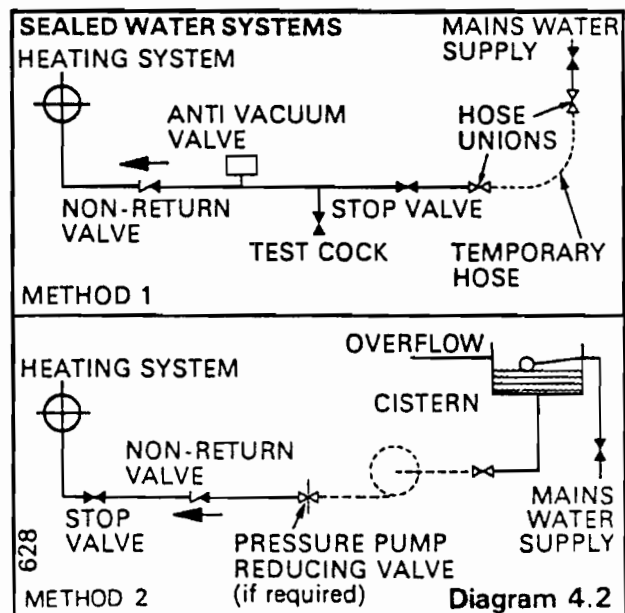 SEALED WATER SYSTEMS
MAINS WATER
SUPPLY
HEATING SYSTEM
ANTI VACUUM
VALVE
HOSE
UNIONS
NON-RETURN
VALVE
STOP VALVE
TEST COCK
TEMPORARY
HOSE
METHOD 1
OVERFLOW
HEATING SYSTEM
CISTERN
NON-RETURN
VALVE
STOP
VALVE
PRESSURE PUMP
REDUCING VALVE
(if required)
MAINS
WATER
SUPPLY
628
METHOD 2
Diagram 4.2